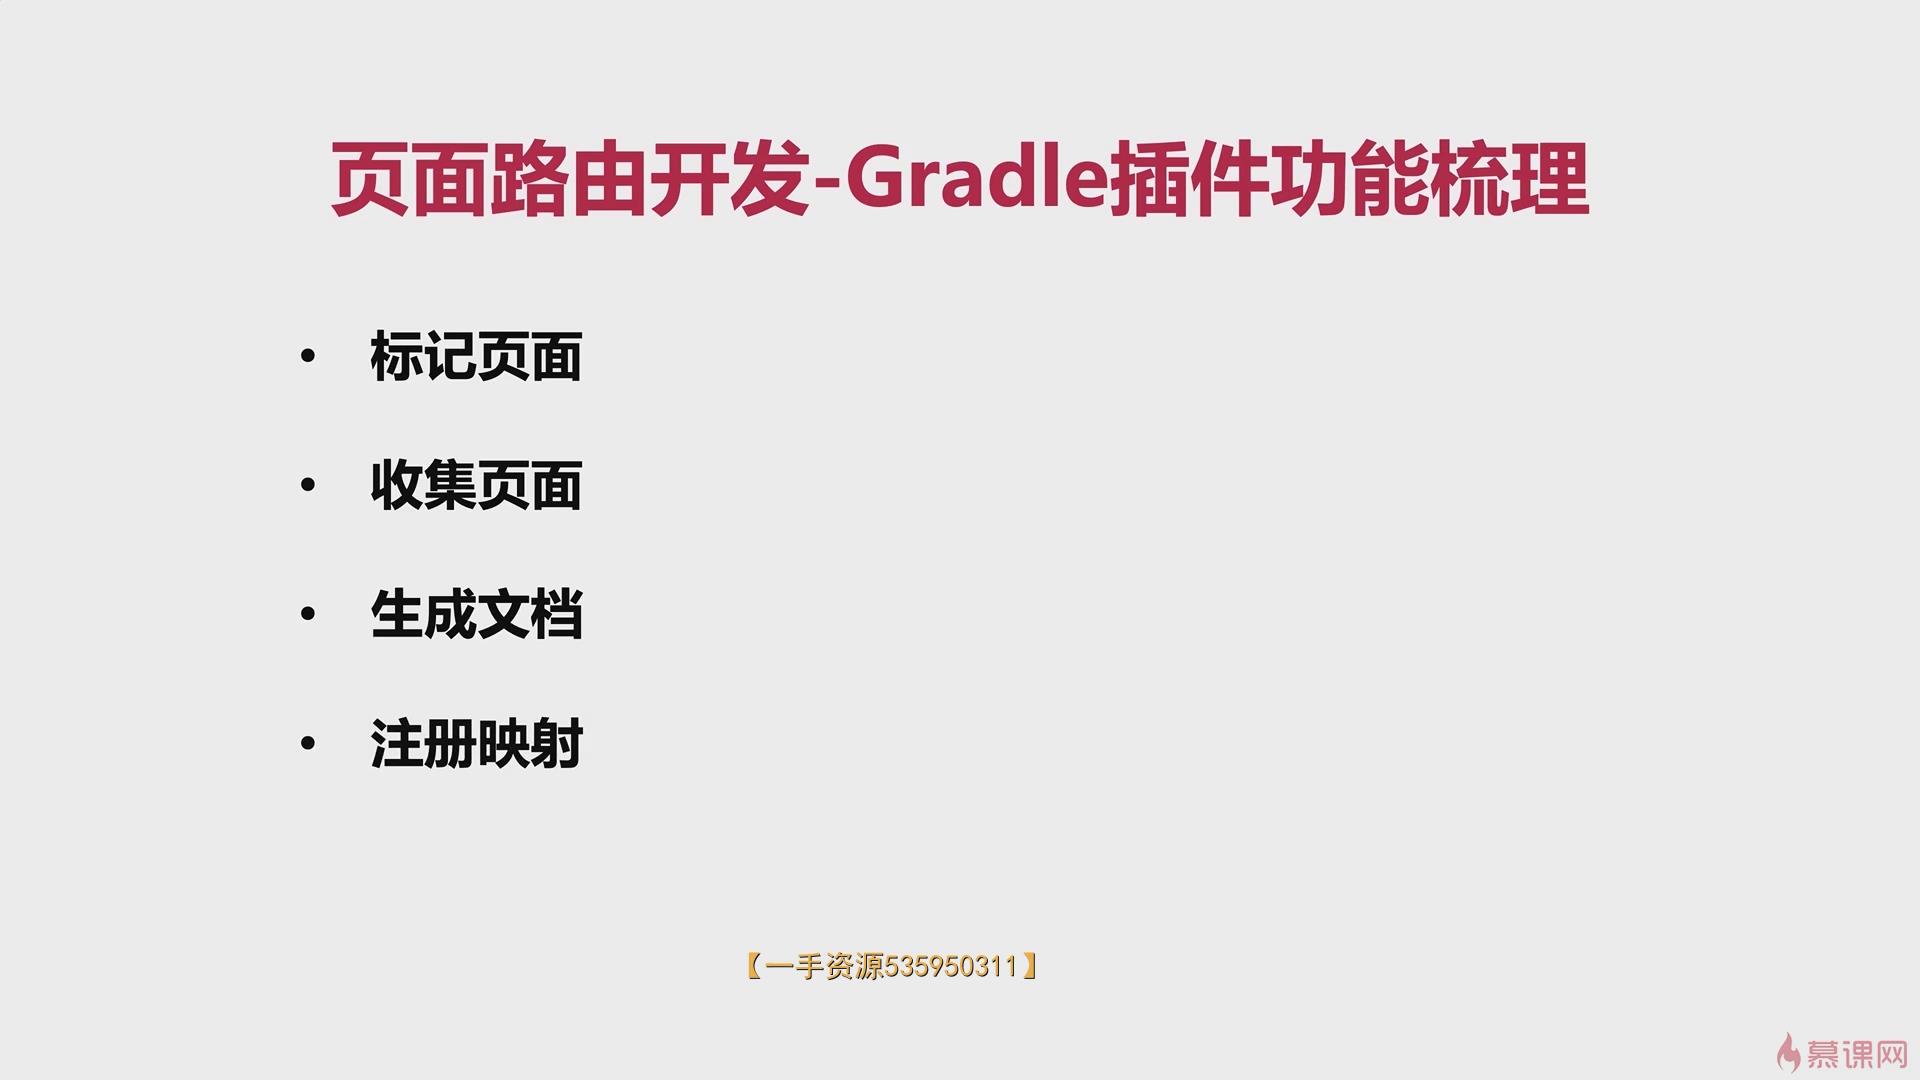 页面路由开发-Gradle插件功能梳理
• 标记页面
• 收集页面
• 生成文档
• 注册映射
【一手资源535950311】
慕课网